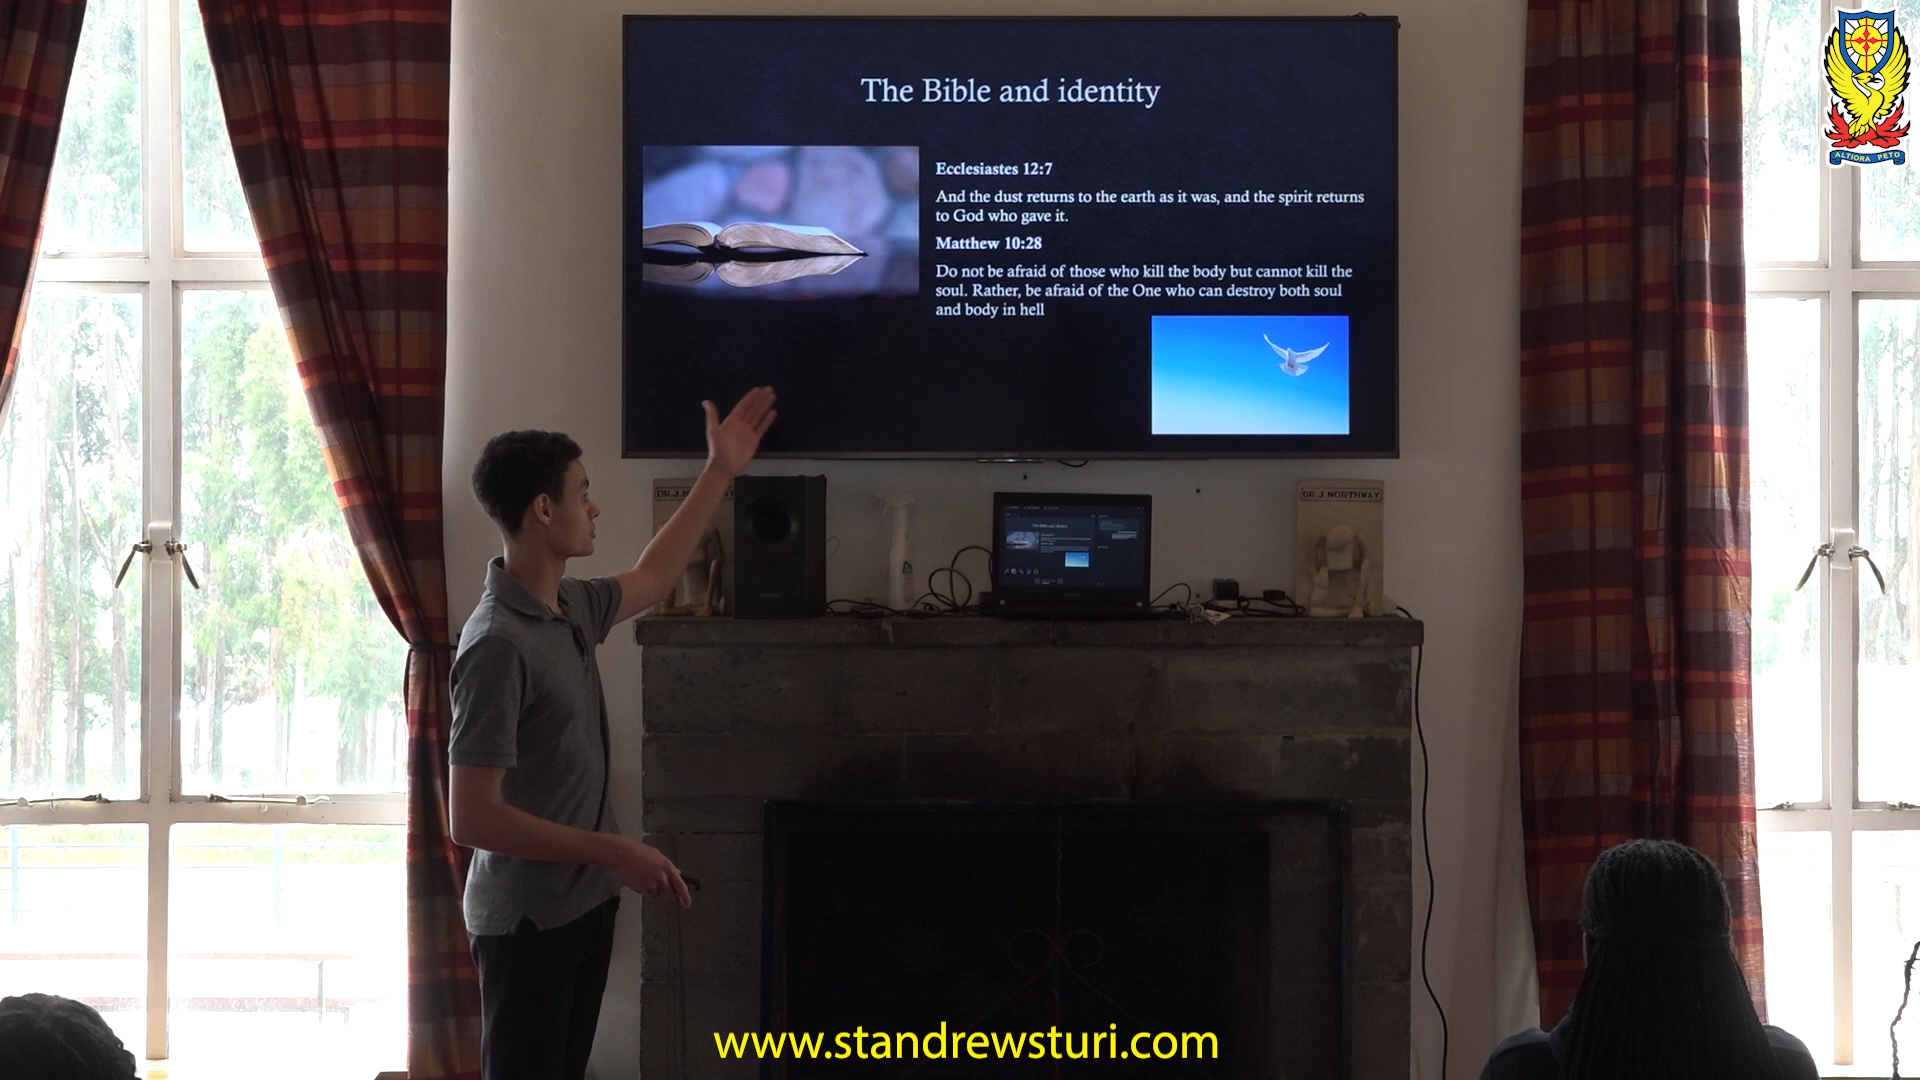 The Bible and identity
Ecclesiastes 12:7
And the dust returns to the earth as it was, and the spirit returns
to God who gave it.
Matthew 10:28
Do not be afraid of those who kill the body but cannot kill the
soul. Rather, be afraid of the One who can destroy both soul
and body in hell
ALTIORA PETO
DR. J. NORTHWAY
www.standrewsturi.com